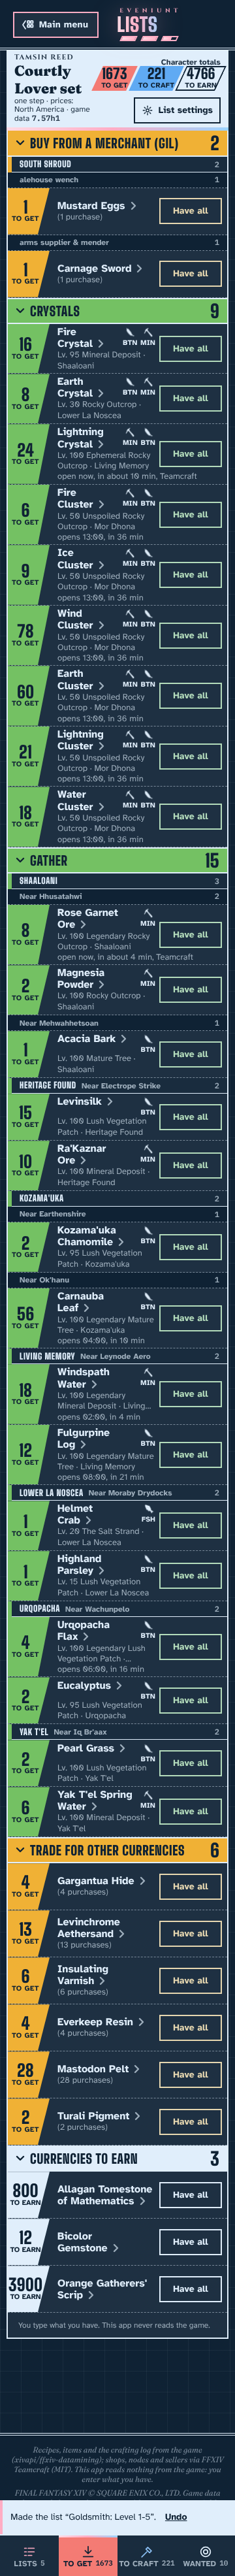 Main menu
EVENIUNT
LISTS
TAMSIN REED
Courtly
Lover set
one step · prices:
North America · game
data 7.57h1
Character totals
1673
TO GET
221
TO CRAFT
4766
TO EARN
List settings
BUY FROM A MERCHANT (GIL) 2
SOUTH SHROUD 2
alehouse wench 1
1 TO GET
Mustard Eggs
(1 purchase)
Have all
arms supplier & mender 1
1 TO GET
Carnage Sword
(1 purchase)
Have all
CRYSTALS 9
16 TO GET
Fire
Crystal
BTN MIN
Lv. 95 Mineral Deposit ·
Shaaloani
Have all
8 TO GET
Earth
Crystal
BTN MIN
Lv. 30 Rocky Outcrop ·
Lower La Noscea
Have all
24 TO GET
Lightning
Crystal
MIN BTN
Lv. 100 Ephemeral Rocky
Outcrop · Living Memory
open now, in about 10 min, Teamcraft
Have all
6 TO GET
Fire
Cluster
MIN BTN
Lv. 50 Unspoiled Rocky
Outcrop · Mor Dhona
opens 13:00, in 36 min
Have all
9 TO GET
Ice
Cluster
MIN BTN
Lv. 50 Unspoiled Rocky
Outcrop · Mor Dhona
opens 13:00, in 36 min
Have all
78 TO GET
Wind
Cluster
MIN BTN
Lv. 50 Unspoiled Rocky
Outcrop · Mor Dhona
opens 13:00, in 36 min
Have all
60 TO GET
Earth
Cluster
MIN BTN
Lv. 50 Unspoiled Rocky
Outcrop · Mor Dhona
opens 13:00, in 36 min
Have all
21 TO GET
Lightning
Cluster
MIN BTN
Lv. 50 Unspoiled Rocky
Outcrop · Mor Dhona
opens 13:00, in 36 min
Have all
18 TO GET
Water
Cluster
MIN BTN
Lv. 50 Unspoiled Rocky
Outcrop · Mor Dhona
opens 13:00, in 36 min
Have all
GATHER 15
SHAALOANI 3
Near Hhusatahwi 2
8 TO GET
Rose Garnet
Ore
MIN
Lv. 100 Legendary Rocky
Outcrop · Shaaloani
open now, in about 4 min, Teamcraft
Have all
2 TO GET
Magnesia
Powder
MIN
Lv. 100 Rocky Outcrop ·
Shaaloani
Have all
Near Mehwahhetsoan 1
1 TO GET
Acacia Bark
BTN
Lv. 100 Mature Tree ·
Shaaloani
Have all
HERITAGE FOUND Near Electrope Strike 2
15 TO GET
Levinsilk
BTN
Lv. 100 Lush Vegetation
Patch · Heritage Found
Have all
10 TO GET
Ra'Kaznar
Ore
MIN
Lv. 100 Mineral Deposit ·
Heritage Found
Have all
KOZAMA'UKA 2
Near Earthenshire 1
2 TO GET
Kozama'uka
Chamomile
BTN
Lv. 95 Lush Vegetation
Patch · Kozama'uka
Have all
Near Ok'hanu 1
56 TO GET
Carnauba
Leaf
BTN
Lv. 100 Legendary Mature
Tree · Kozama'uka
opens 04:00, in 10 min
Have all
LIVING MEMORY Near Leynode Aero 2
18 TO GET
Windspath
Water
MIN
Lv. 100 Legendary
Mineral Deposit · Living...
opens 02:00, in 4 min
Have all
12 TO GET
Fulgurpine
Log
BTN
Lv. 100 Legendary Mature
Tree · Living Memory
opens 08:00, in 21 min
Have all
LOWER LA NOSCEA Near Moraby Drydocks 2
1 TO GET
Helmet
Crab
FSH
Lv. 20 The Salt Strand ·
Lower La Noscea
Have all
1 TO GET
Highland
Parsley
BTN
Lv. 15 Lush Vegetation
Patch · Lower La Noscea
Have all
URQOPACHA Near Wachunpelo 2
4 TO GET
Urqopacha
Flax
BTN
Lv. 100 Legendary Lush
Vegetation Patch ·...
opens 06:00, in 16 min
Have all
2 TO GET
Eucalyptus
BTN
Lv. 95 Lush Vegetation
Patch · Urqopacha
Have all
YAK T'EL Near Iq Br'aax 2
2 TO GET
Pearl Grass
BTN
Lv. 100 Lush Vegetation
Patch · Yak T'el
Have all
6 TO GET
Yak T'el Spring
Water
MIN
Lv. 100 Mineral Deposit ·
Yak T'el
Have all
TRADE FOR OTHER CURRENCIES 6
4 TO GET
Gargantua Hide
(4 purchases)
Have all
13 TO GET
Levinchrome
Aethersand
(13 purchases)
Have all
6 TO GET
Insulating
Varnish
(6 purchases)
Have all
4 TO GET
Everkeep Resin
(4 purchases)
Have all
28 TO GET
Mastodon Pelt
(28 purchases)
Have all
2 TO GET
Turali Pigment
(2 purchases)
Have all
CURRENCIES TO EARN 3
800 TO EARN
Allagan Tomestone
of Mathematics
Have all
12 TO EARN
Bicolor
Gemstone
Have all
3900 TO EARN
Orange Gatherers'
Scrip
Have all
You type what you have. This app never reads the game.
Recipes, items and the crafting log from the game
(xivapi/ffxiv-datamining); shops, nodes and sellers via FFXIV
Teamcraft (MIT). This app reads nothing from the game: you
enter what you have.
FINAL FANTASY XIV © SQUARE ENIX CO., LTD. Game data
Made the list “Goldsmith: Level 1–5”. Undo
LISTS 5
TO GET 1673
TO CRAFT 221
WANTED 10